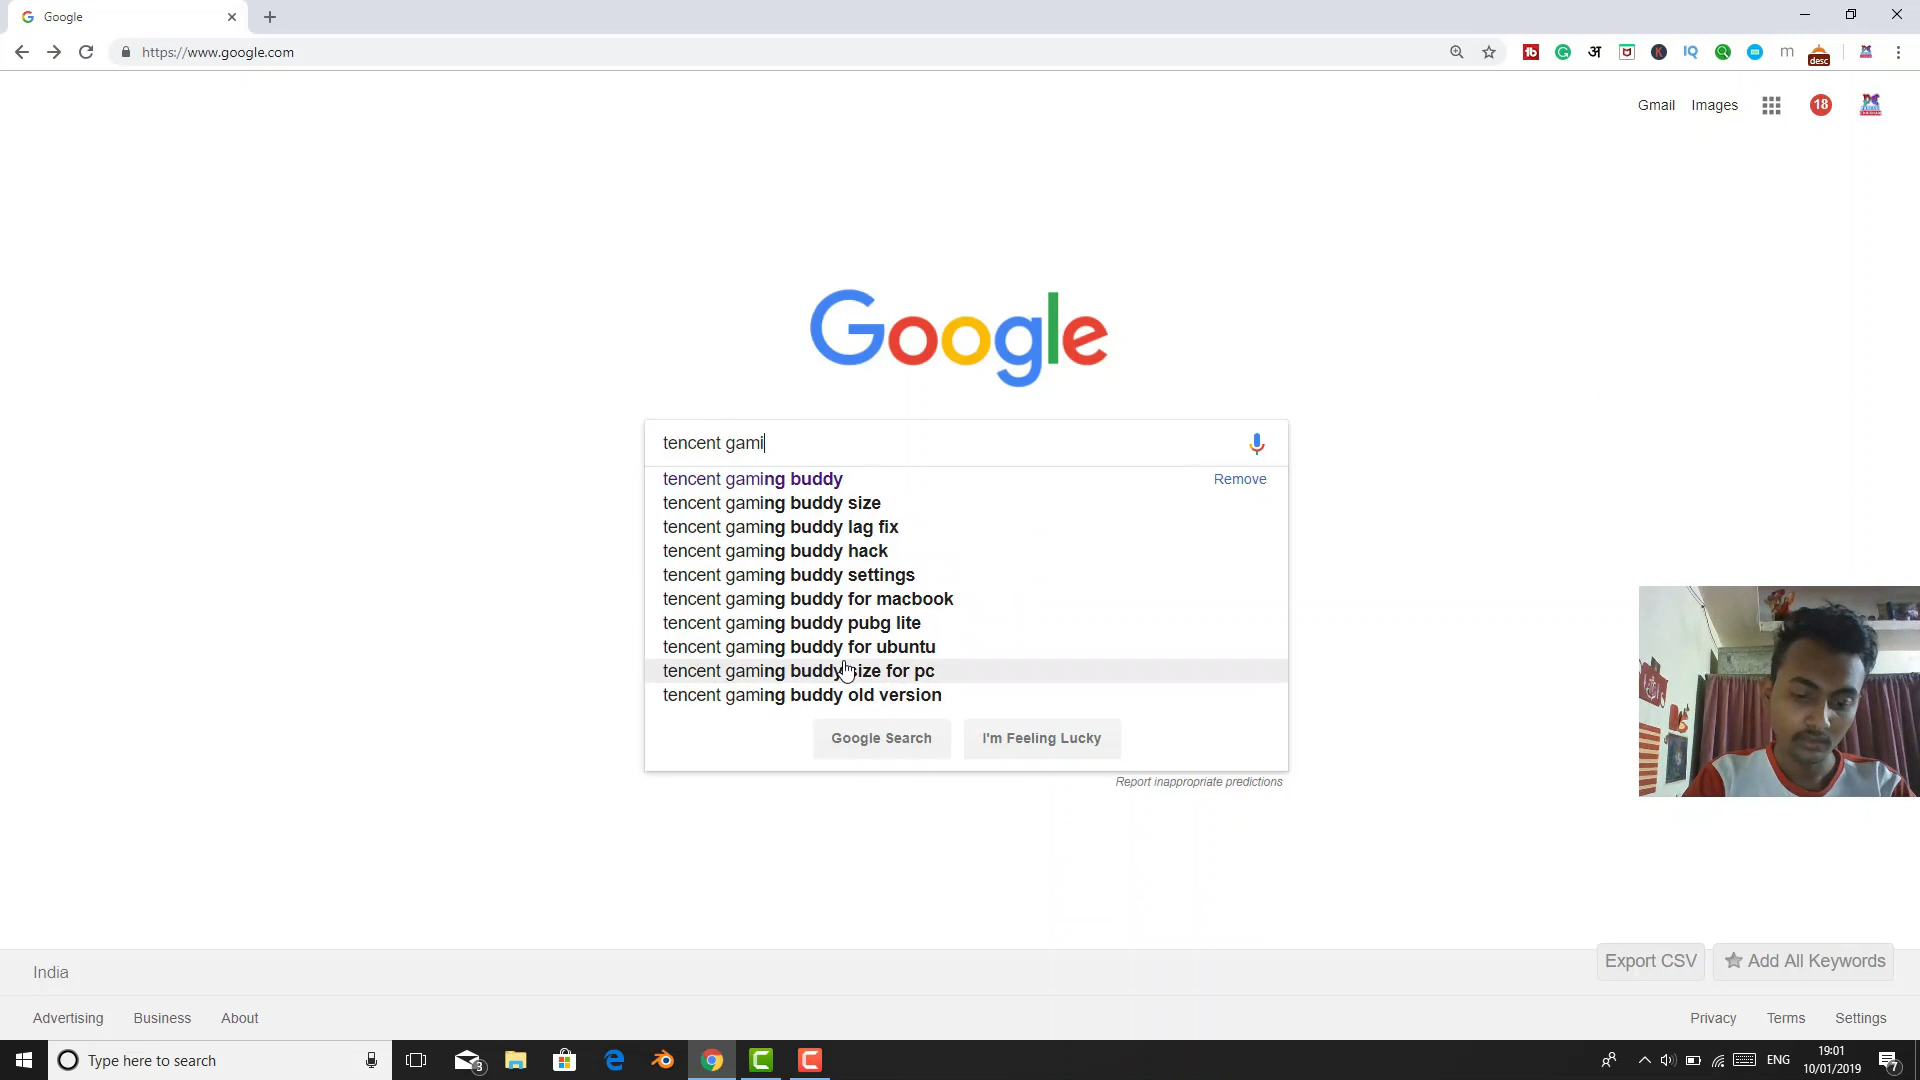 Google
https://www.google.com
desc
Gmail Images 18
Google
tencent gami
tencent gaming buddy Remove
tencent gaming buddy size
tencent gaming buddy lag fix
tencent gaming buddy hack
tencent gaming buddy settings
tencent gaming buddy for macbook
tencent gaming buddy pubg lite
tencent gaming buddy for ubuntu
tencent gaming buddy size for pc
tencent gaming buddy old version
Google Search I'm Feeling Lucky
Report inappropriate predictions
India
Export CSV Add All Keywords
Advertising Business About
Privacy Terms Settings
Type here to search
3
ENG
19:01
10/01/2019
7